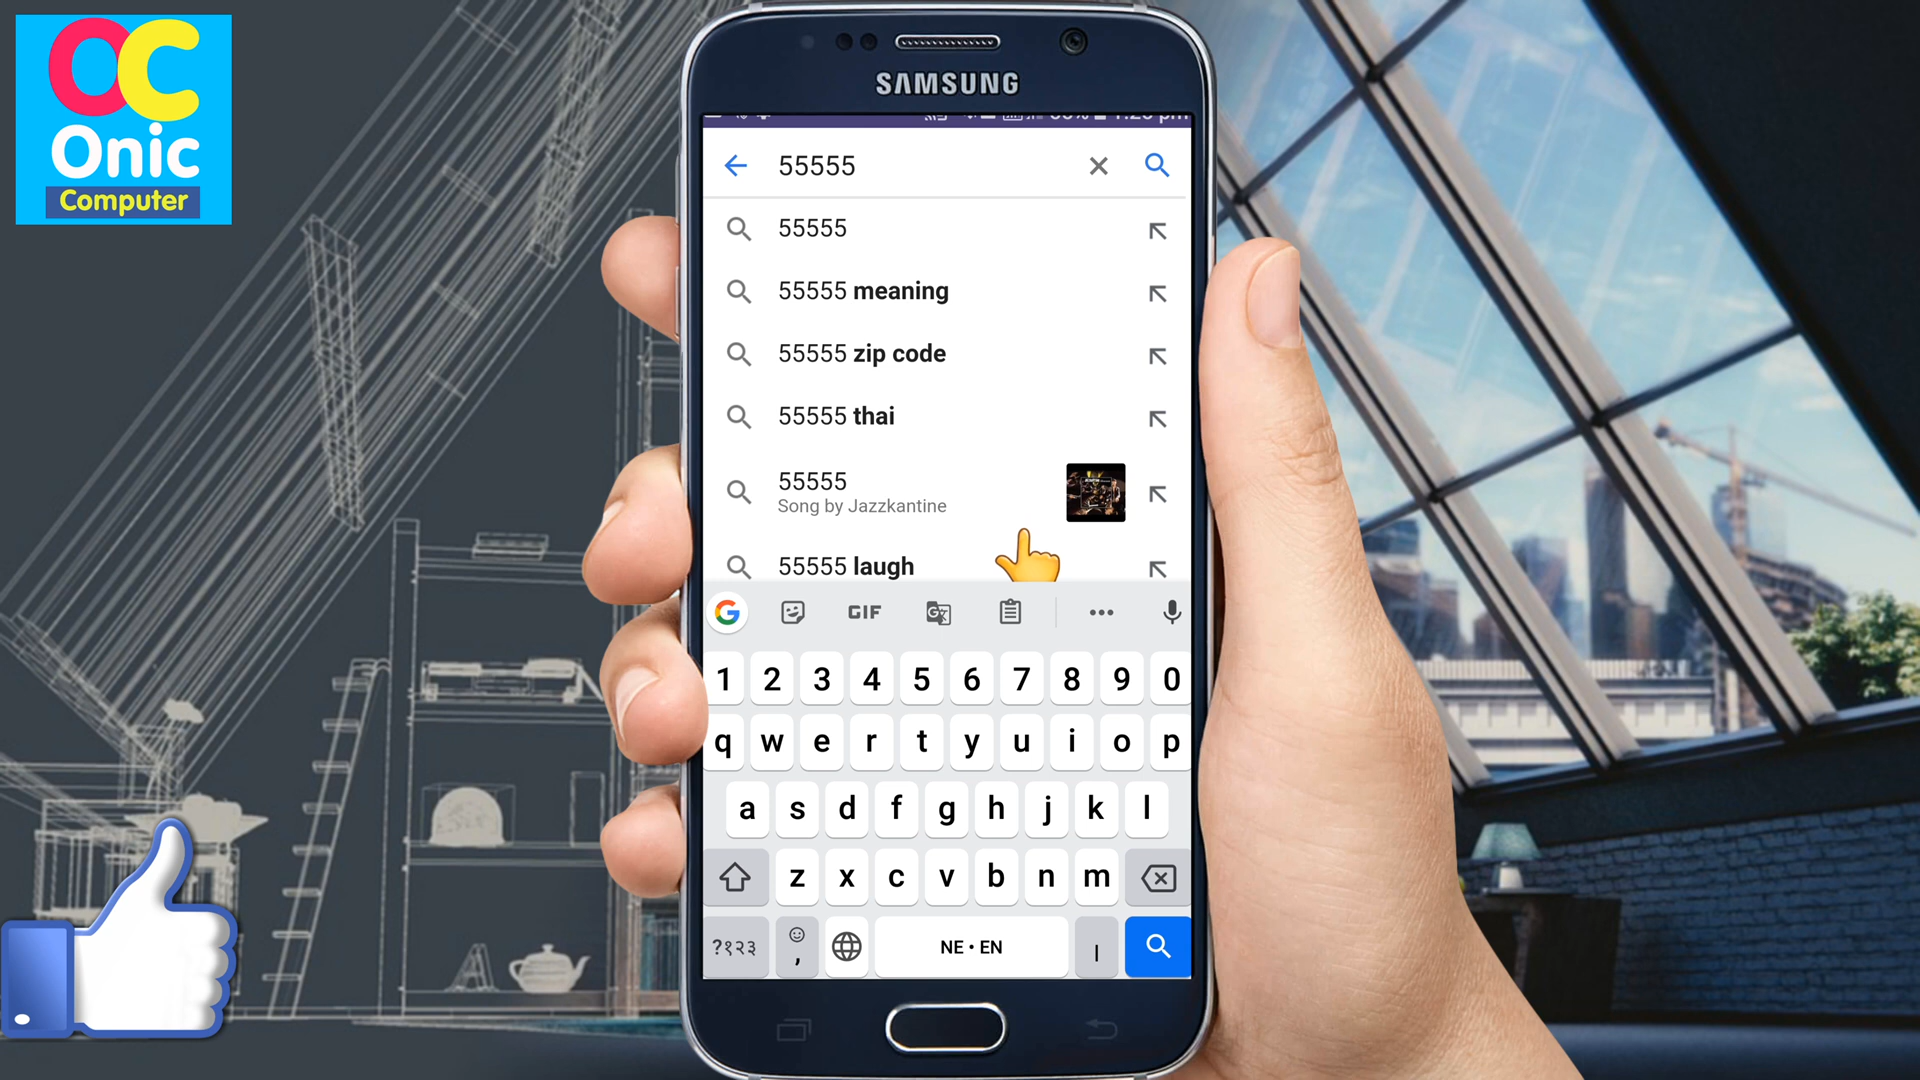 OC
Onic
Computer
SAMSUNG
55555
55555
55555 meaning
55555 zip code
55555 thai
55555
Song by Jazzkantine
55555 laugh
G GIF
1 2 3 4 5 6 7 8 9 0
q w e r t y u i o p
a s d f g h j k l
z x c v b n m
?१२३ , NE • EN ।